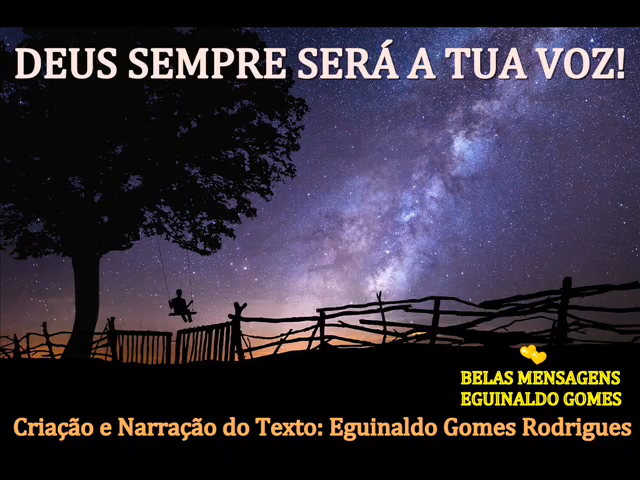 DEUS SEMPRE SERÁ A TUA VOZ!
BELAS MENSAGENS
EGUINALDO GOMES
Criação e Narração do Texto: Eguinaldo Gomes Rodrigues